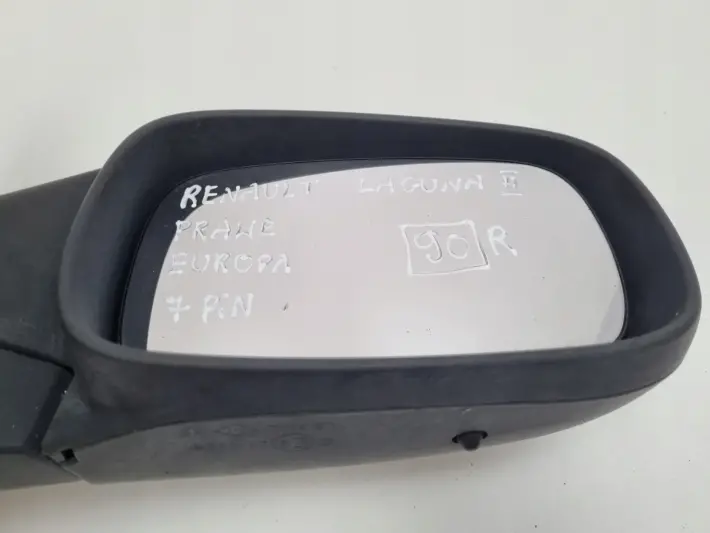 RENAULT LAGUNA II
PRAWE
EUROPA
7 PiN
90 R